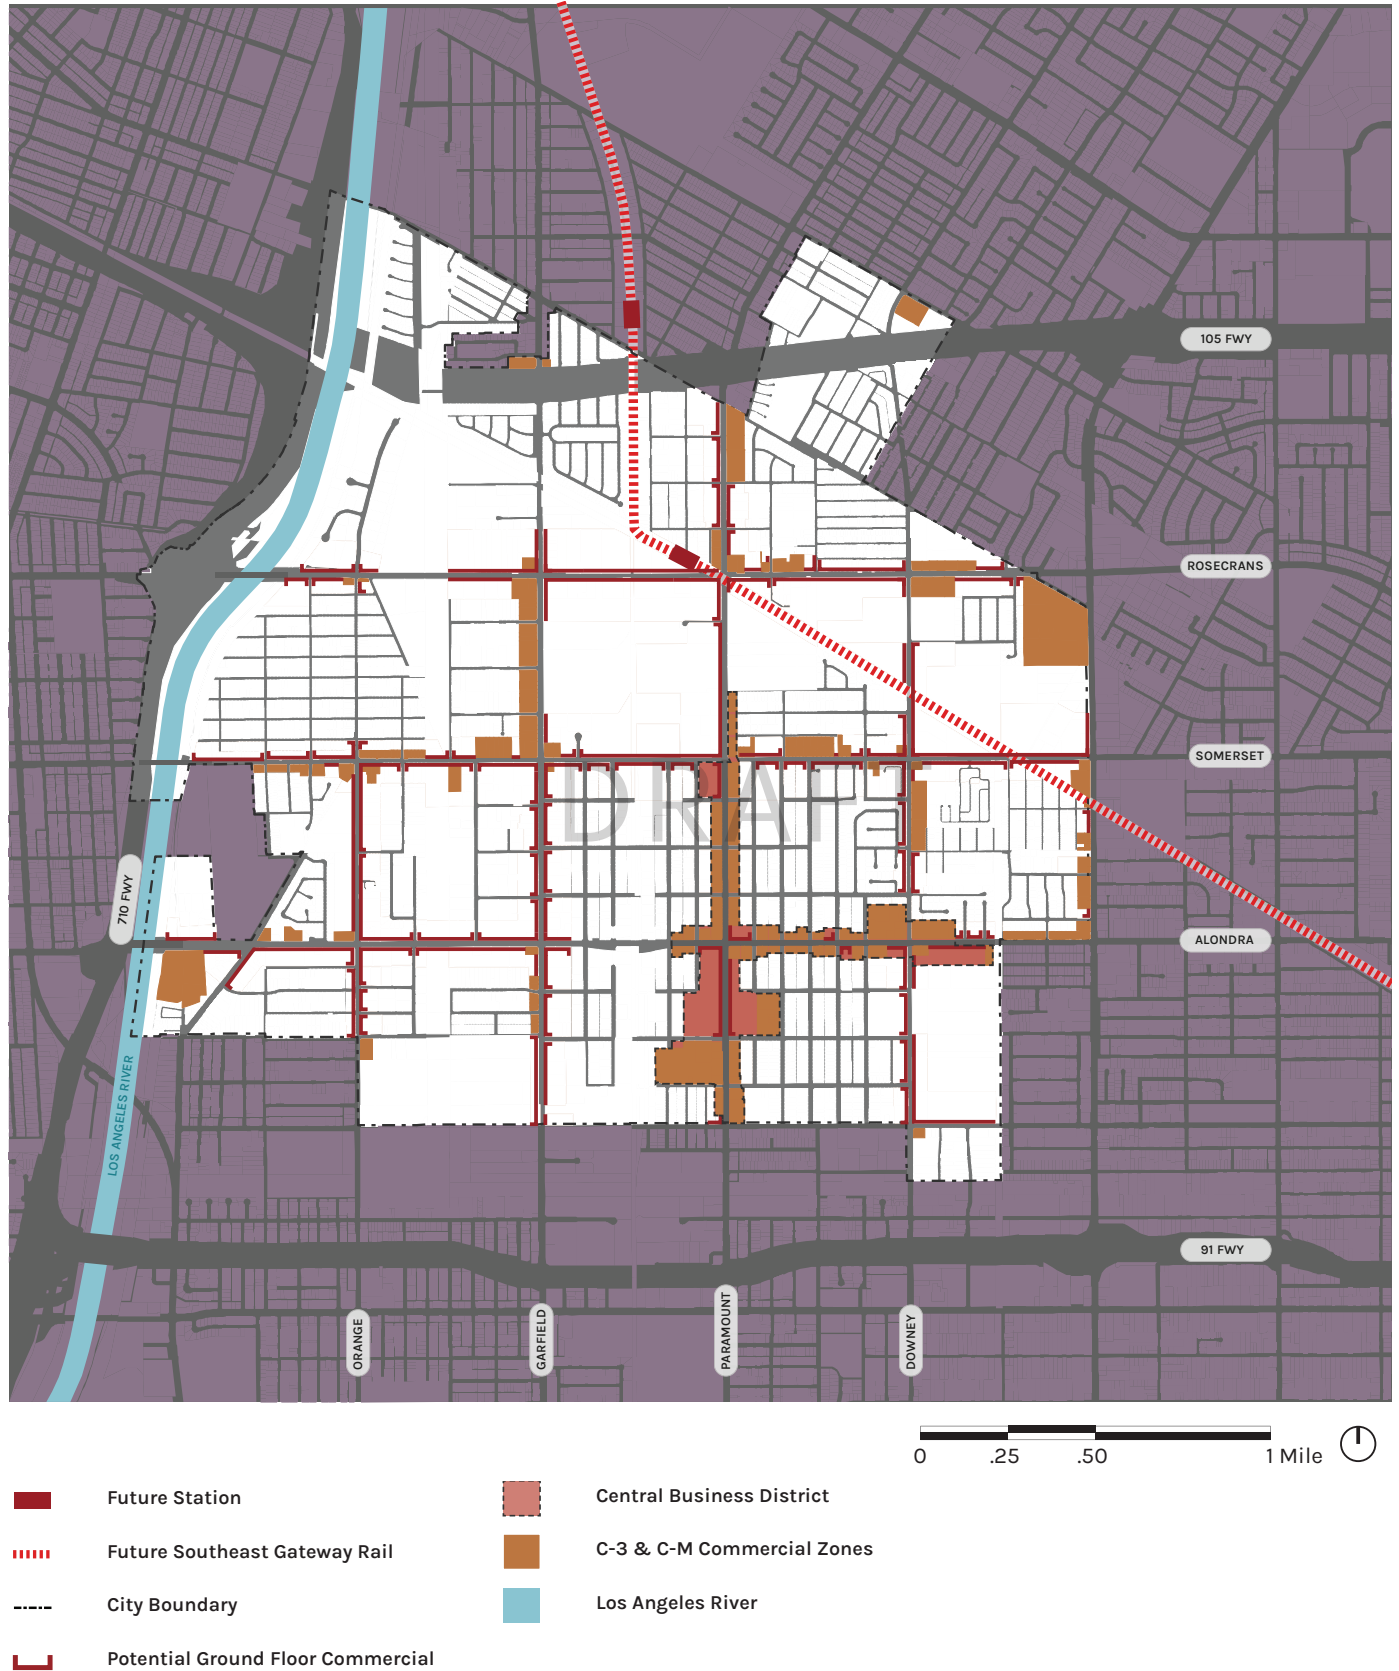 105 FWY
ROSECRANS
SOMERSET
DRAFT
710 FWY
ALONDRA
LOS ANGELES RIVER
91 FWY
ORANGE
GARFIELD
PARAMOUNT
DOWNEY
0 .25 .50 1 Mile
Future Station
Central Business District
Future Southeast Gateway Rail
C-3 & C-M Commercial Zones
City Boundary
Los Angeles River
Potential Ground Floor Commercial